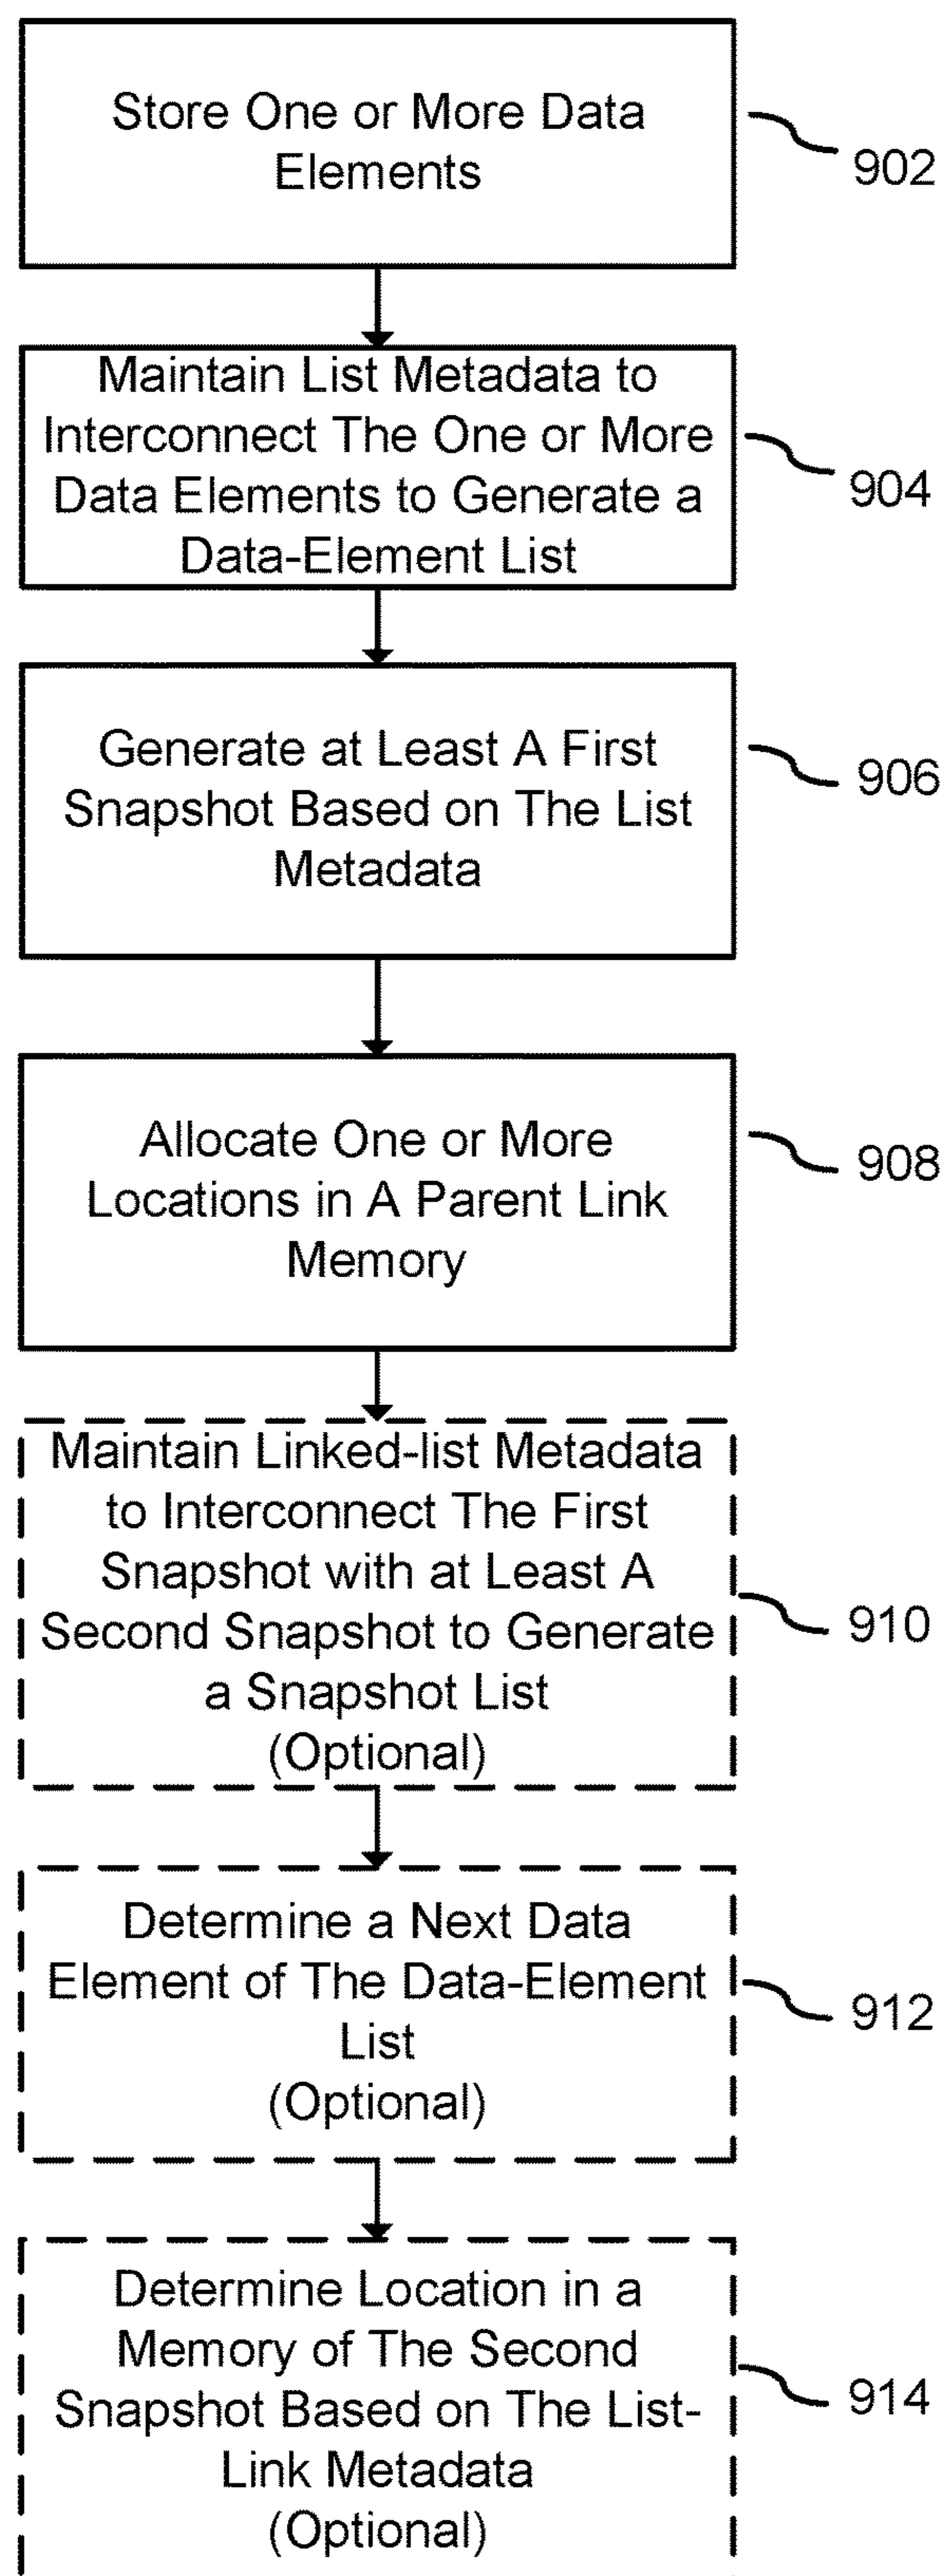 Store One or More Data
Elements
902
Maintain List Metadata to
Interconnect The One or More
Data Elements to Generate a
Data-Element List
904
Generate at Least A First
Snapshot Based on The List
Metadata
906
Allocate One or More
Locations in A Parent Link
Memory
908
Maintain Linked-list Metadata
to Interconnect The First
Snapshot with at Least A
Second Snapshot to Generate
a Snapshot List
(Optional)
910
Determine a Next Data
Element of The Data-Element
List
(Optional)
912
Determine Location in a
Memory of The Second
Snapshot Based on The List-
Link Metadata
(Optional)
914